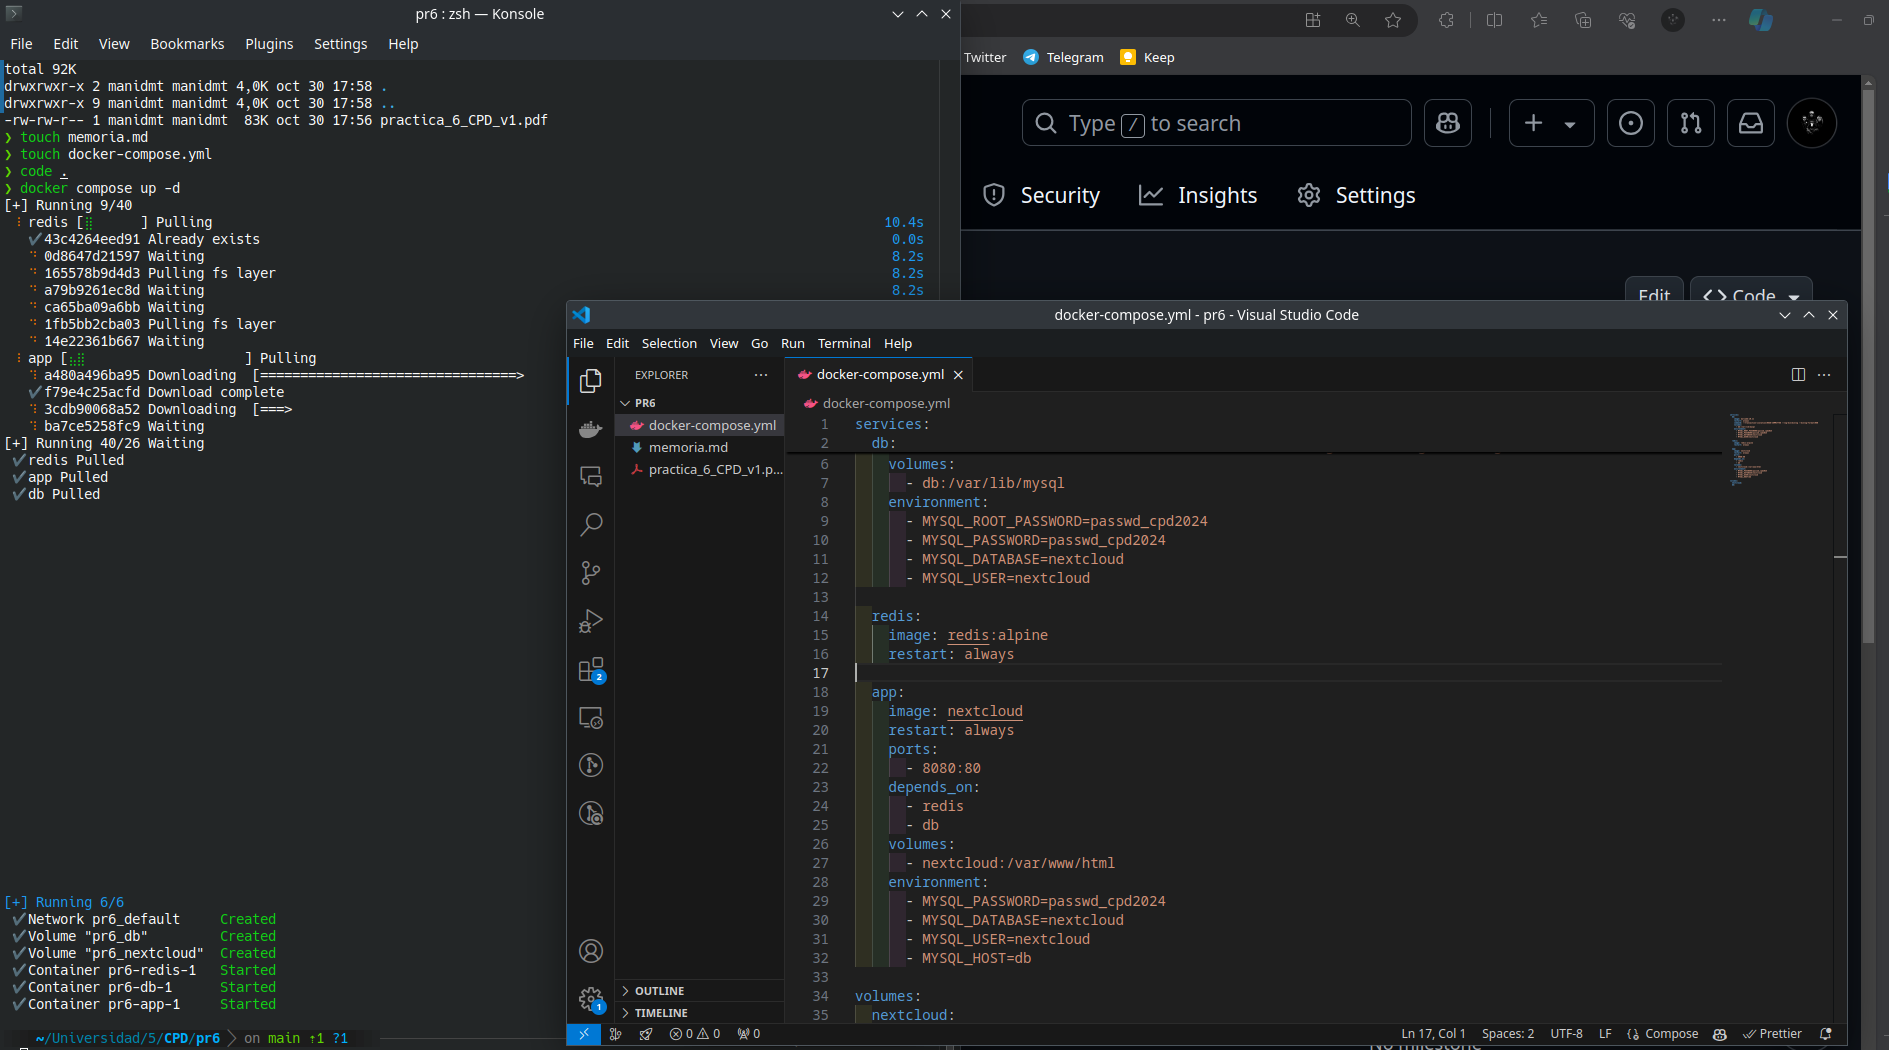 pr6 : zsh — Konsole
File Edit View Bookmarks Plugins Settings Help
total 92K
drwxrwxr-x 2 manidmt manidmt 4,0K oct 30 17:58 .
drwxrwxr-x 9 manidmt manidmt 4,0K oct 30 17:58 ..
-rw-rw-r-- 1 manidmt manidmt  83K oct 30 17:56 practica_6_CPD_v1.pdf
❯ touch memoria.md
❯ touch docker-compose.yml
❯ code .
❯ docker compose up -d
[+] Running 9/40
redis [⣿      ] Pulling 10.4s
✔43c4264eed91 Already exists 0.0s
0d8647d21597 Waiting 8.2s
165578b9d4d3 Pulling fs layer 8.2s
a79b9261ec8d Waiting 8.2s
ca65ba09a6bb Waiting
1fb5bb2cba03 Pulling fs layer
14e22361b667 Waiting
app [⣦⣿                    ] Pulling
a480a496ba95 Downloading  [================================>
✔f79e4c25acfd Download complete
3cdb90068a52 Downloading  [===>
ba7ce5258fc9 Waiting
[+] Running 40/26 Waiting
✔redis Pulled
✔app Pulled
✔db Pulled
[+] Running 6/6
✔Network pr6_default     Created
✔Volume "pr6_db"         Created
✔Volume "pr6_nextcloud"  Created
✔Container pr6-redis-1   Started
✔Container pr6-db-1      Started
✔Container pr6-app-1     Started
~/Universidad/5/CPD/pr6 on main ↑1 ?1
Twitter Telegram Keep
Type / to search
Security Insights Settings
Edit <> Code
docker-compose.yml - pr6 - Visual Studio Code
File Edit Selection View Go Run Terminal Help
EXPLORER ···
PR6
docker-compose.yml
memoria.md
practica_6_CPD_v1.p...
OUTLINE
TIMELINE
2
1
docker-compose.yml
docker-compose.yml
1 services:
2   db:
6     volumes:
7       - db:/var/lib/mysql
8     environment:
9       - MYSQL_ROOT_PASSWORD=passwd_cpd2024
10       - MYSQL_PASSWORD=passwd_cpd2024
11       - MYSQL_DATABASE=nextcloud
12       - MYSQL_USER=nextcloud
13
14   redis:
15     image: redis:alpine
16     restart: always
17
18   app:
19     image: nextcloud
20     restart: always
21     ports:
22       - 8080:80
23     depends_on:
24       - redis
25       - db
26     volumes:
27       - nextcloud:/var/www/html
28     environment:
29       - MYSQL_PASSWORD=passwd_cpd2024
30       - MYSQL_DATABASE=nextcloud
31       - MYSQL_USER=nextcloud
32       - MYSQL_HOST=db
33
34 volumes:
35   nextcloud:
0 0 0 Ln 17, Col 1 Spaces: 2 UTF-8 LF Compose Prettier
No milestone